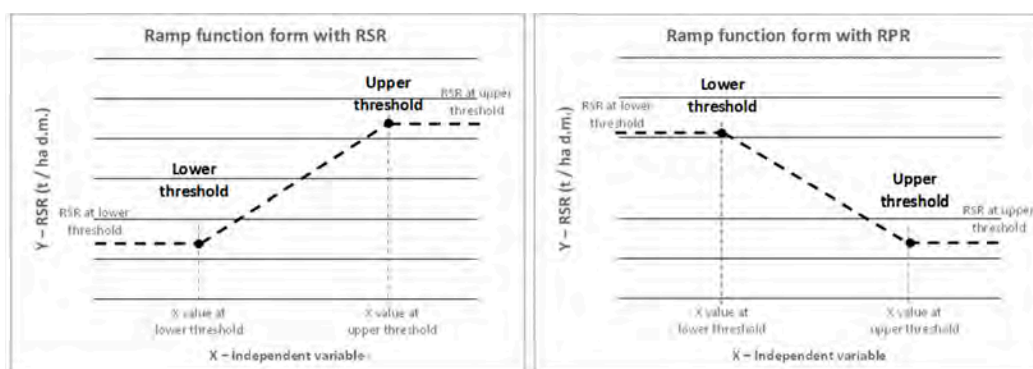 Ramp function form with RSR
Upper
threshold
RSR at upper
threshold
Lower
threshold
RSR at lower
threshold
Y – RSR (t / ha d.m.)
X value at
lower threshold
X value at
upper threshold
X – Independent variable
Ramp function form with RPR
Lower
threshold
RSR at lower
threshold
Upper
threshold
RSR at upper
threshold
Y – RSR (t / ha d.m.)
X value at
lower threshold
X value at
upper threshold
X – Independent variable